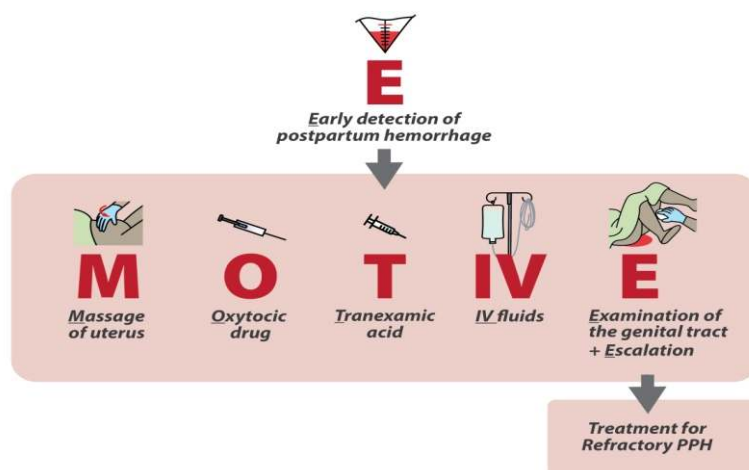 E
Early detection of
postpartum hemorrhage
M
Massage
of uterus
O
Oxytocic
drug
T
Tranexamic
acid
IV
IV fluids
E
Examination of
the genital tract
+ Escalation
Treatment for
Refractory PPH